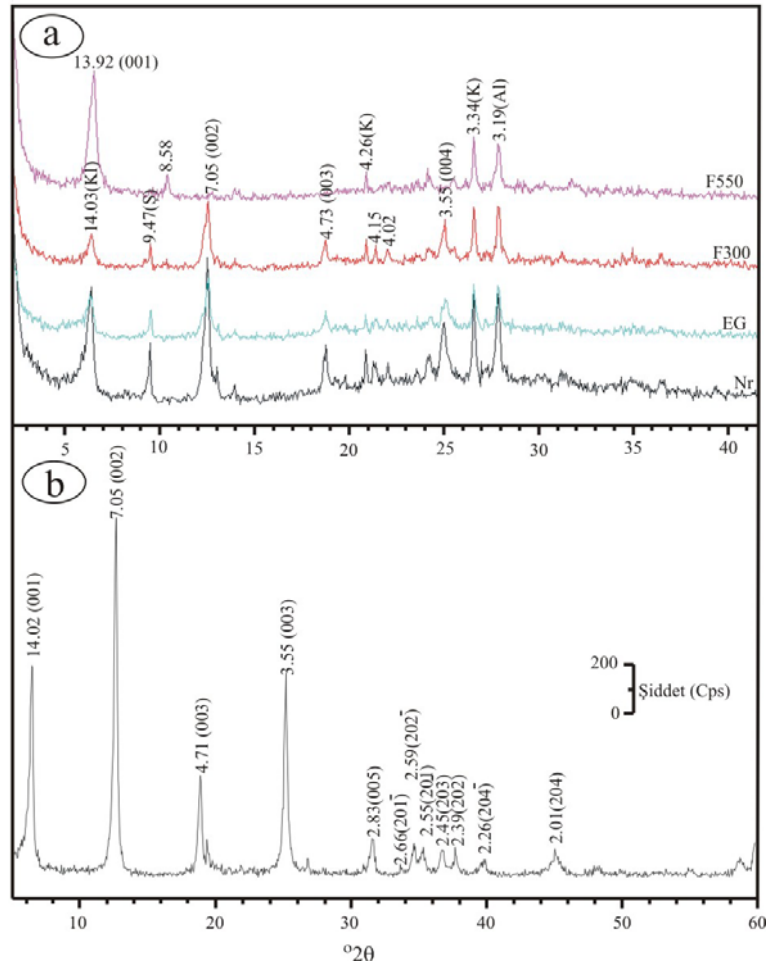 a
13.92 (001)
8.58
4.26(K)
3.34(K)
3.19(Al)
F550
14.03(Kl)
9.47(S)
7.05 (002)
4.73 (003)
4.15
4.02
3.55 (004)
F300
EG
Nr
5 10 15 20 25 30 35 40
b
14.02 (001)
7.05 (002)
4.71 (003)
3.55 (003)
2.83(005)
2.66(201̄)
2.59(202̄)
2.55(201)
2.45(203)
2.39(202)
2.26(204̄)
2.01(204)
200
Şiddet (Cps)
0
10 20 30 40 50 60
°2θ